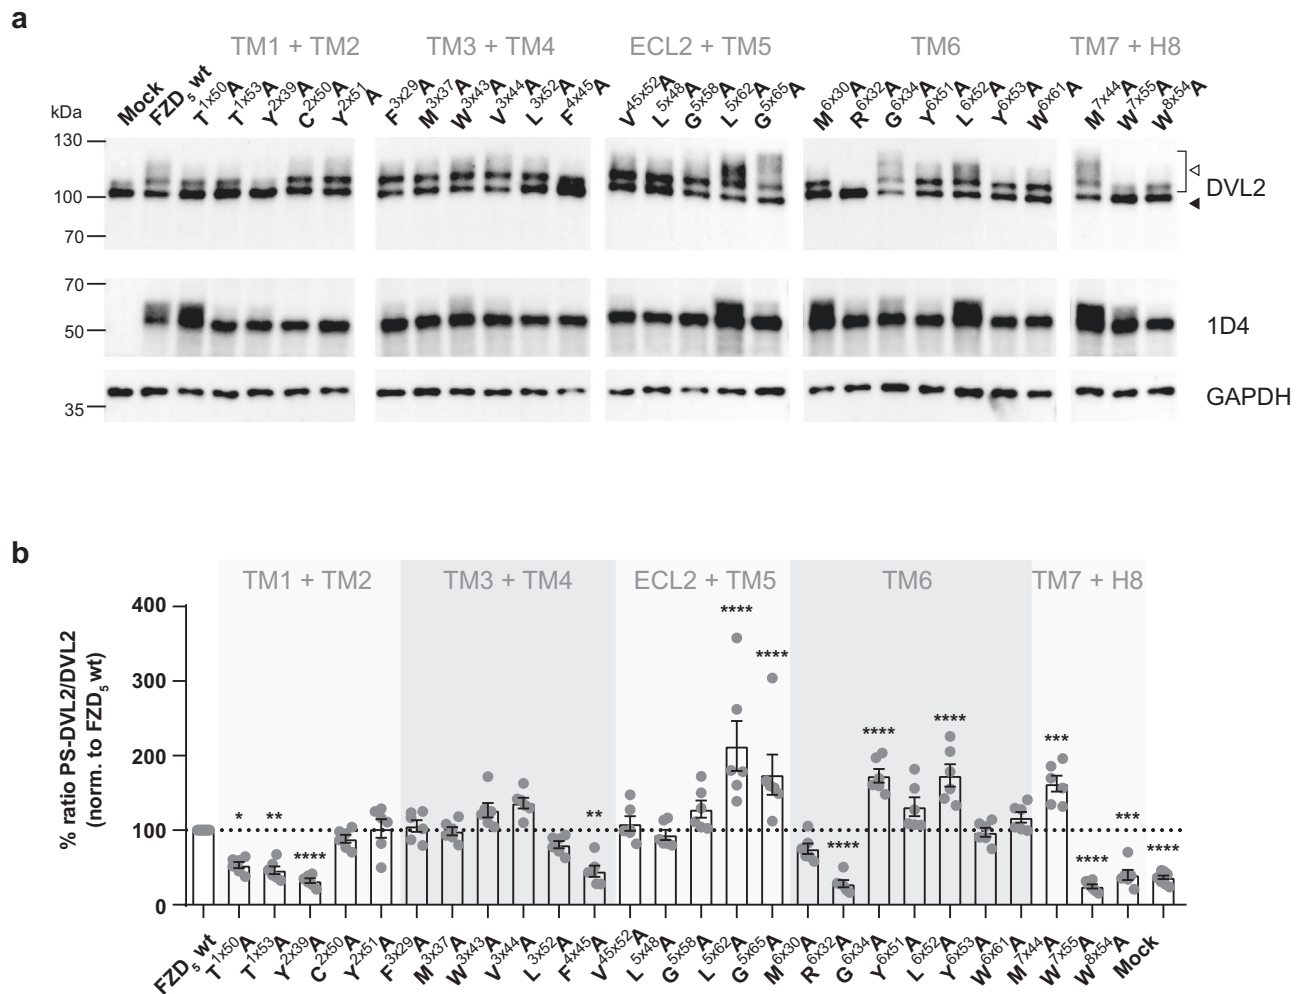 a
TM1 + TM2 TM3 + TM4 ECL2 + TM5 TM6 TM7 + H8
kDa Mock FZD5 wt T1x50A T1x53A Y2x39A C2x50A Y2x51A F3x29A M3x37A W3x43A V3x44A L3x52A F4x45A V45x52A L5x48A G5x58A L5x62A G5x65A M6x30A R6x32A G6x34A Y6x51A L6x52A Y6x53A W6x61A M7x44A W7x55A W8x54A
130
100 DVL2
70
70
50 1D4
35 GAPDH
b
TM1 + TM2 TM3 + TM4 ECL2 + TM5 TM6 TM7 + H8
% ratio PS-DVL2/DVL2
(norm. to FZD5 wt)
400
300
200
100
0
* ** **** ** **** **** **** **** **** *** **** *** ****
FZD5 wt T1x50A T1x53A Y2x39A C2x50A Y2x51A F3x29A M3x37A W3x43A V3x44A L3x52A F4x45A V45x52A L5x48A G5x58A L5x62A G5x65A M6x30A R6x32A G6x34A Y6x51A L6x52A Y6x53A W6x61A M7x44A W7x55A W8x54A Mock